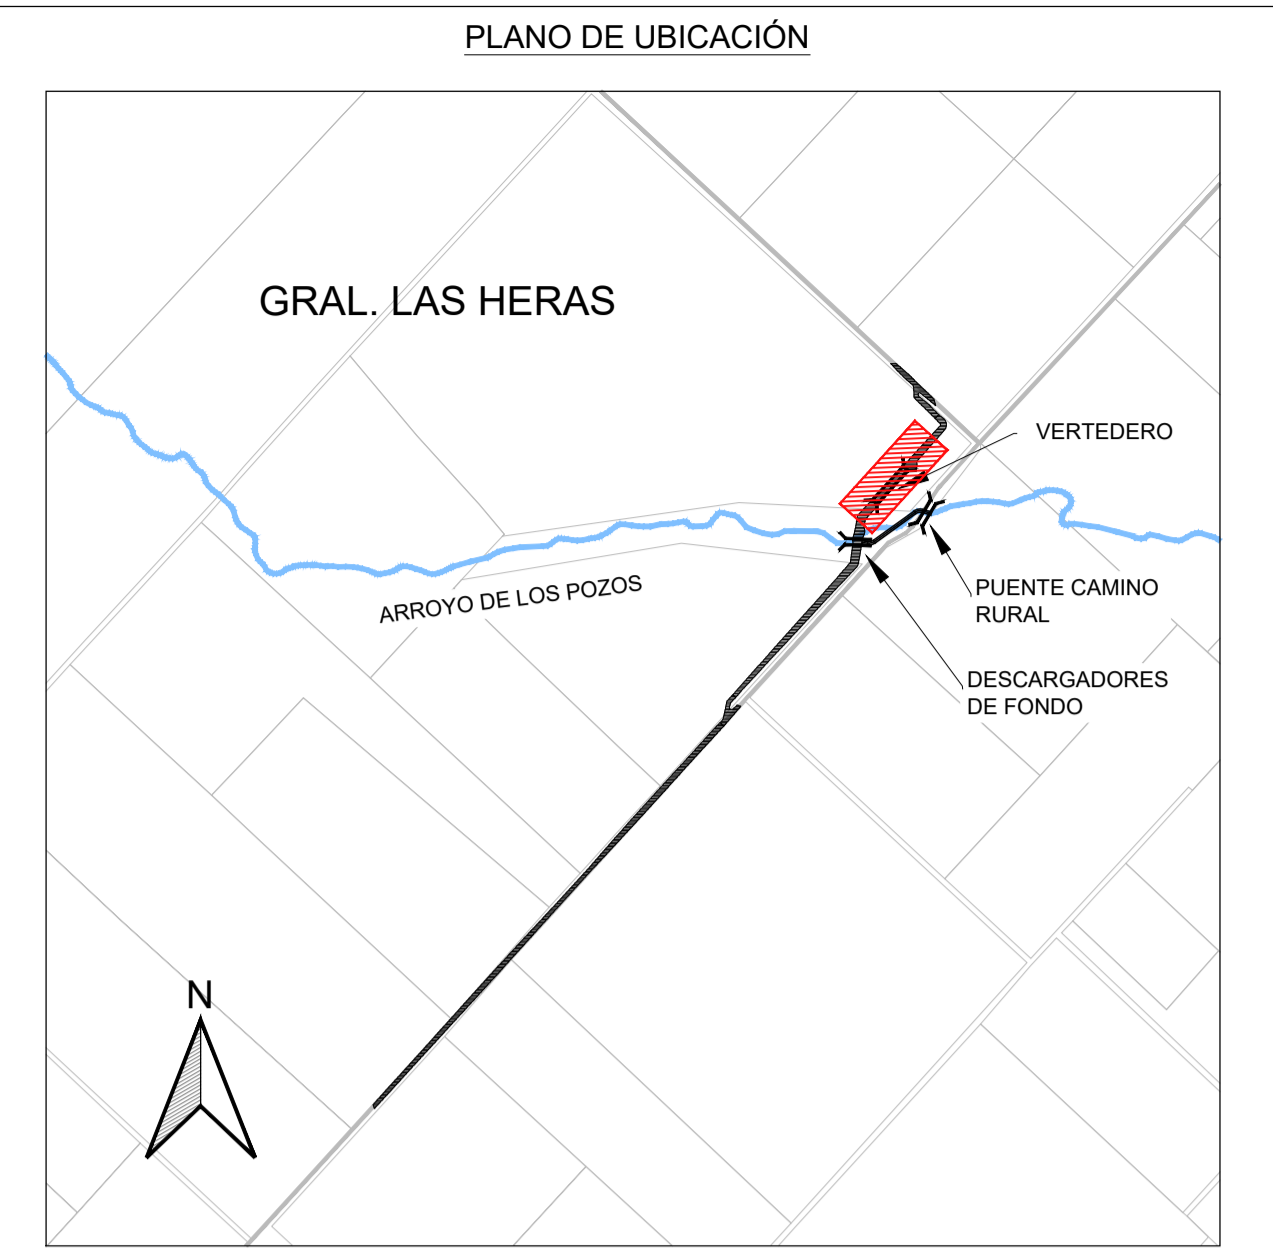 PLANO DE UBICACIÓN
GRAL. LAS HERAS
VERTEDERO
PUENTE CAMINO
RURAL
ARROYO DE LOS POZOS
DESCARGADORES
DE FONDO
N